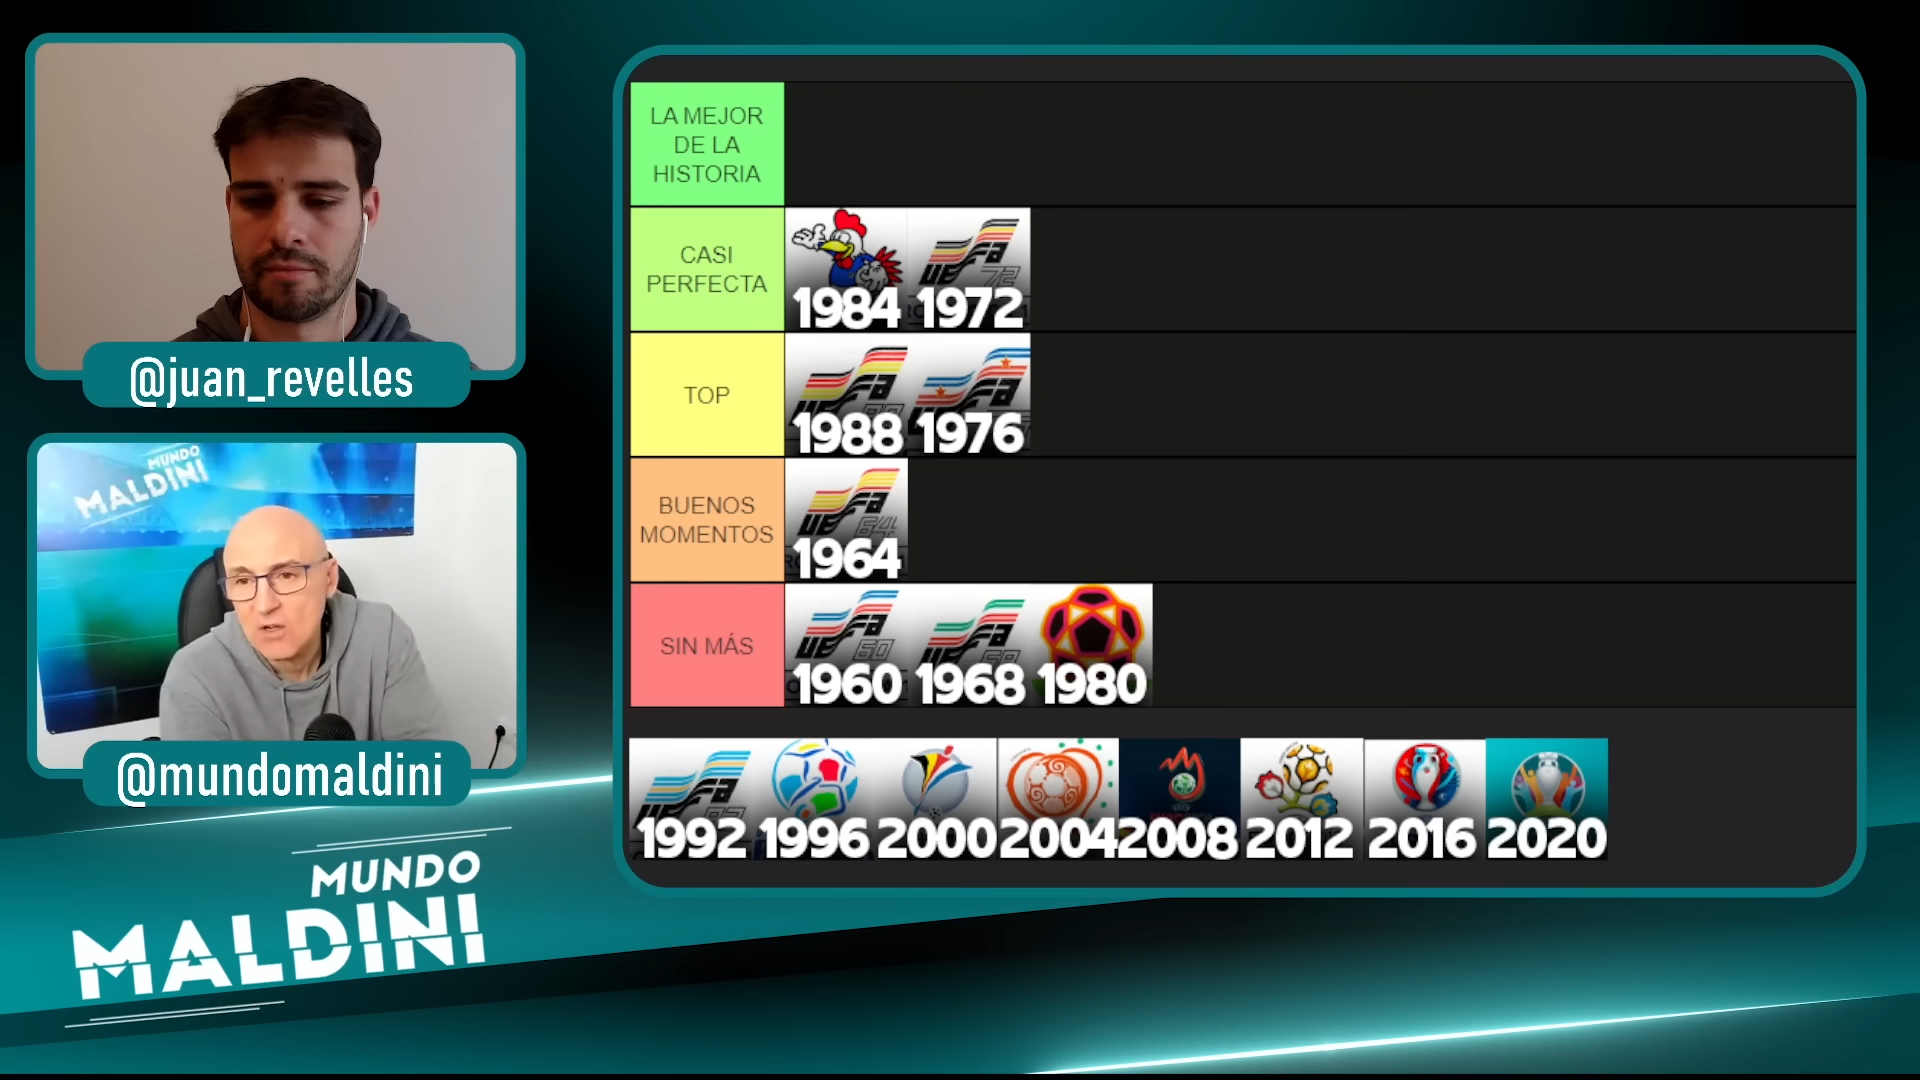 @juan_revelles
MUNDO
MALDINI
@mundomaldini
MUNDO
MALDINI
LA MEJOR
DE LA
HISTORIA
CASI
PERFECTA
1984 1972
TOP
1988 1976
BUENOS
MOMENTOS
1964
SIN MÁS
1960 1968 1980
1992 1996 2000 2004 2008 2012 2016 2020